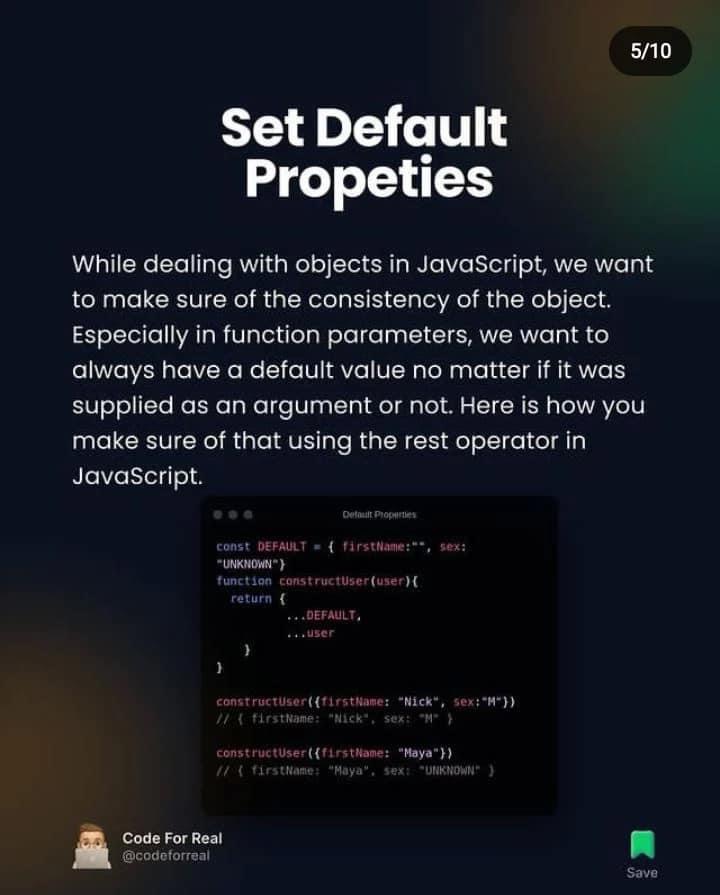 5/10
Set Default
Propeties
While dealing with objects in JavaScript, we want
to make sure of the consistency of the object.
Especially in function parameters, we want to
always have a default value no matter if it was
supplied as an argument or not. Here is how you
make sure of that using the rest operator in
JavaScript.
Default Properties
const DEFAULT = { firstName:"", sex:
"UNKNOWN"}
function constructUser(user){
return {
...DEFAULT,
...user
}
}
constructUser({firstName: "Nick", sex:"M"})
// { firstName: "Nick", sex: "M" }
constructUser({firstName: "Maya"})
// { firstName: "Maya", sex: "UNKNOWN" }
Code For Real
@codeforreal
Save